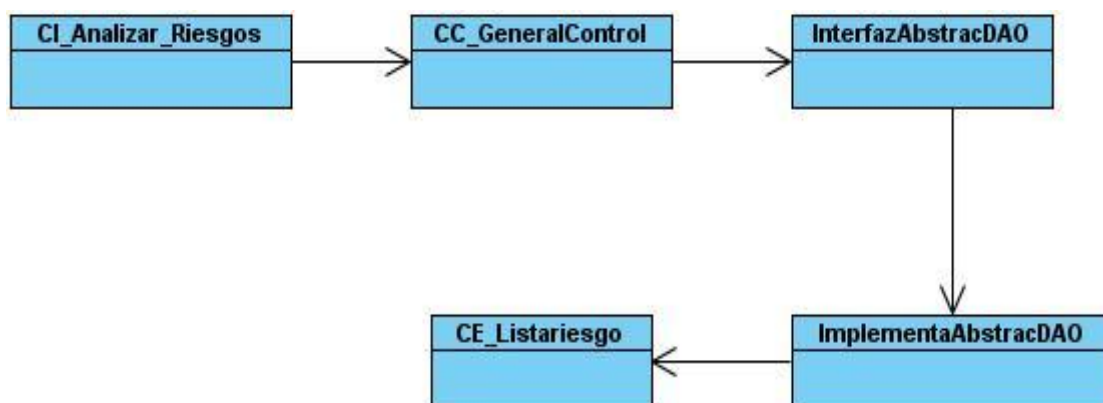 CI_Analizar_Riesgos
CC_GeneralControl
InterfazAbstracDAO
CE_Listariesgo
ImplementaAbstracDAO